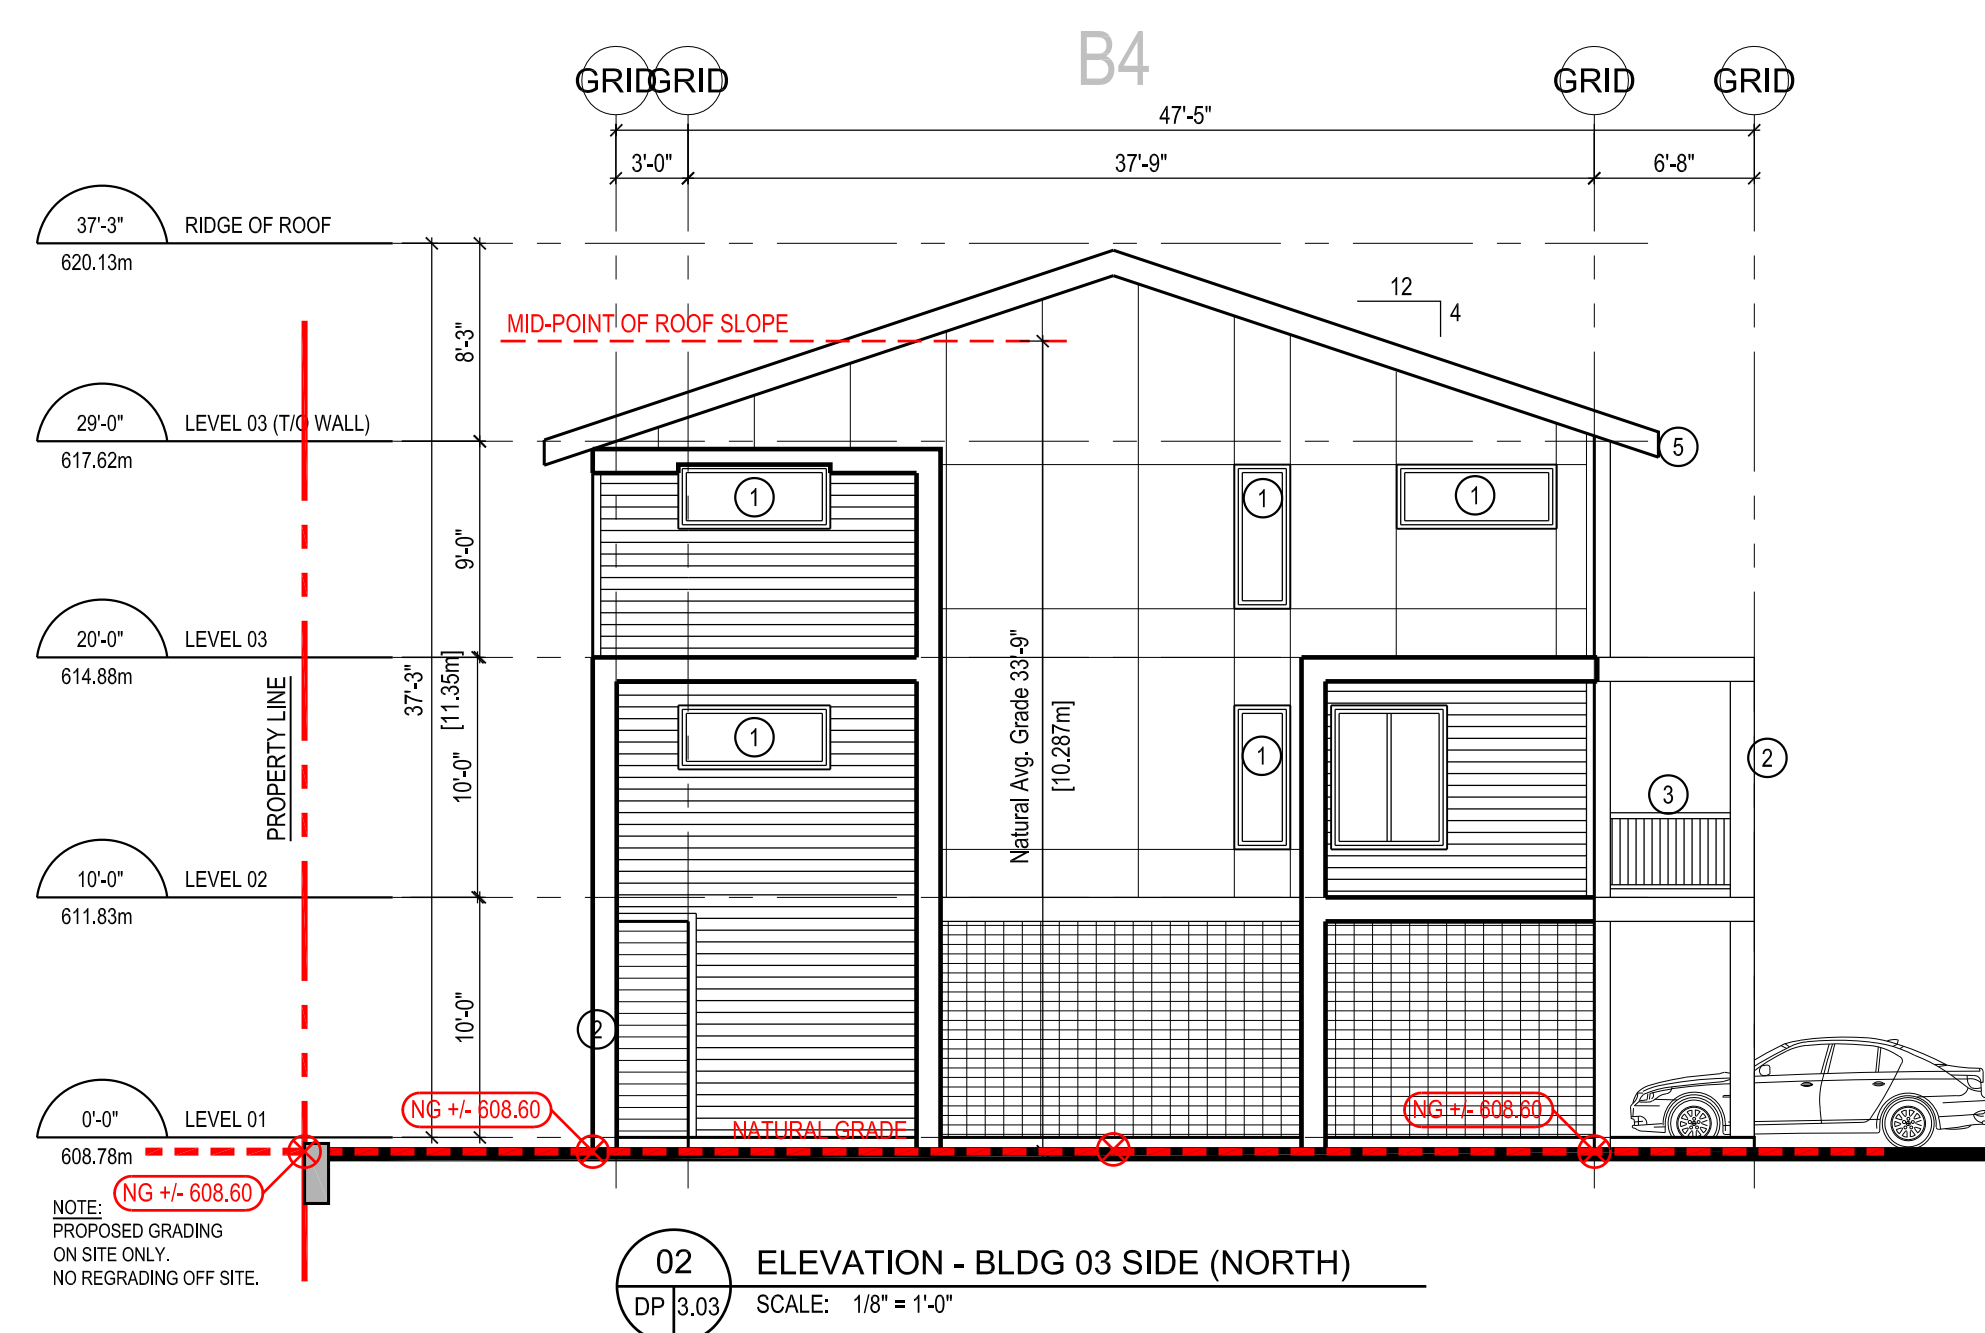 B4
GRID
GRID
GRID
GRID
47'-5"
3'-0"
37'-9"
6'-8"
37'-3"
RIDGE OF ROOF
620.13m
12
4
MID-POINT OF ROOF SLOPE
8'-3"
29'-0"
LEVEL 03 (T/O WALL)
617.62m
5
1
1
1
9'-0"
20'-0"
LEVEL 03
614.88m
37'-3"
[11.35m]
PROPERTY LINE
10'-0"
Natural Avg. Grade 33'-9"
[10.287m]
1
1
2
3
10'-0"
LEVEL 02
611.83m
10'-0"
2
0'-0"
LEVEL 01
608.78m
NG +/- 608.60
NATURAL GRADE
NG +/- 608.60
NG +/- 608.60
NOTE:
PROPOSED GRADING
ON SITE ONLY.
NO REGRADING OFF SITE.
02
DP 3.03
ELEVATION - BLDG 03 SIDE (NORTH)
SCALE: 1/8" = 1'-0"